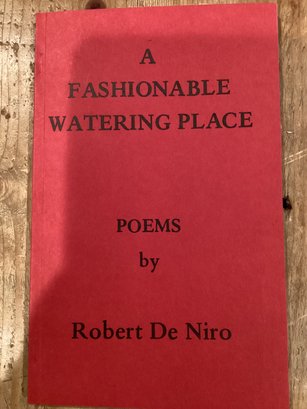 A
FASHIONABLE
WATERING PLACE
POEMS
by
Robert De Niro